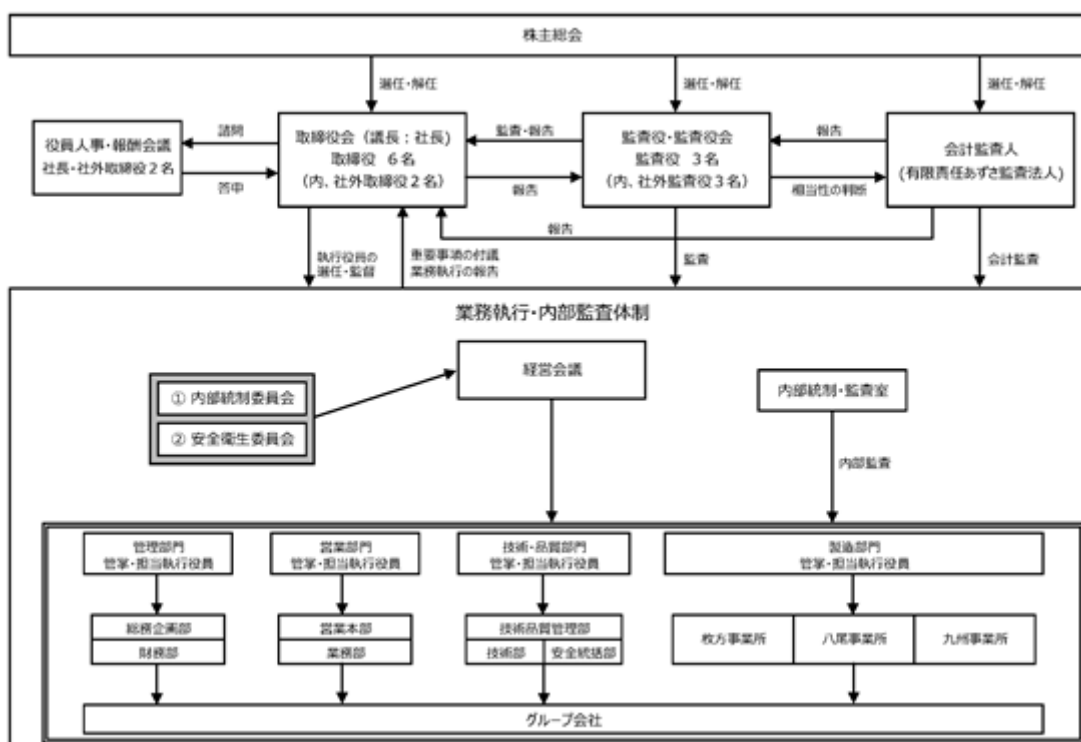 株主総会
選任・解任
選任・解任
選任・解任
役員人事・報酬会議
社長・社外取締役2名
諮問
答申
取締役会（議長：社長)
取締役 6名
（内、社外取締役2名）
監査・報告
報告
監査役・監査役会
監査役 3名
（内、社外監査役3名）
報告
相当性の判断
会計監査人
(有限責任あずさ監査法人)
報告
執行役員の
選任・監督
重要事項の付議
業務執行の報告
監査
会計監査
業務執行・内部監査体制
経営会議
① 内部統制委員会
② 安全衛生委員会
内部統制・監査室
内部監査
管理部門
管掌・担当執行役員
営業部門
管掌・担当執行役員
技術・品質部門
管掌・担当執行役員
製造部門
管掌・担当執行役員
総務企画部
財務部
営業本部
業務部
技術品質管理部
技術部
安全統括部
枚方事業所
八尾事業所
九州事業所
グループ会社